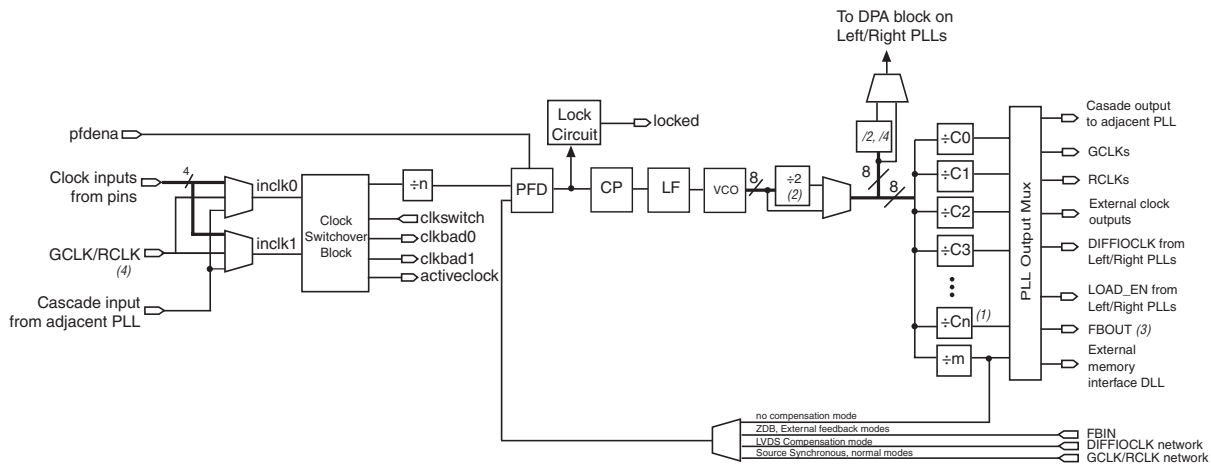 To DPA block on
Left/Right PLLs
pfdena
Lock
Circuit
locked
/2, /4
Casade output
to adjacent PLL
4
Clock inputs
from pins
inclk0
÷n
PFD
CP
LF
VCO
8
÷2
(2)
8
8
÷C0
÷C1
÷C2
÷C3
÷Cn
(1)
÷m
PLL Output Mux
GCLKs
RCLKs
External clock
outputs
DIFFIOCLK from
Left/Right PLLs
LOAD_EN from
Left/Right PLLs
FBOUT (3)
External
memory
interface DLL
Clock
Switchover
Block
clkswitch
clkbad0
clkbad1
activeclock
inclk1
GCLK/RCLK
(4)
Cascade input
from adjacent PLL
no compensation mode
ZDB, External feedback modes
LVDS Compensation mode
Source Synchronous, normal modes
FBIN
DIFFIOCLK network
GCLK/RCLK network